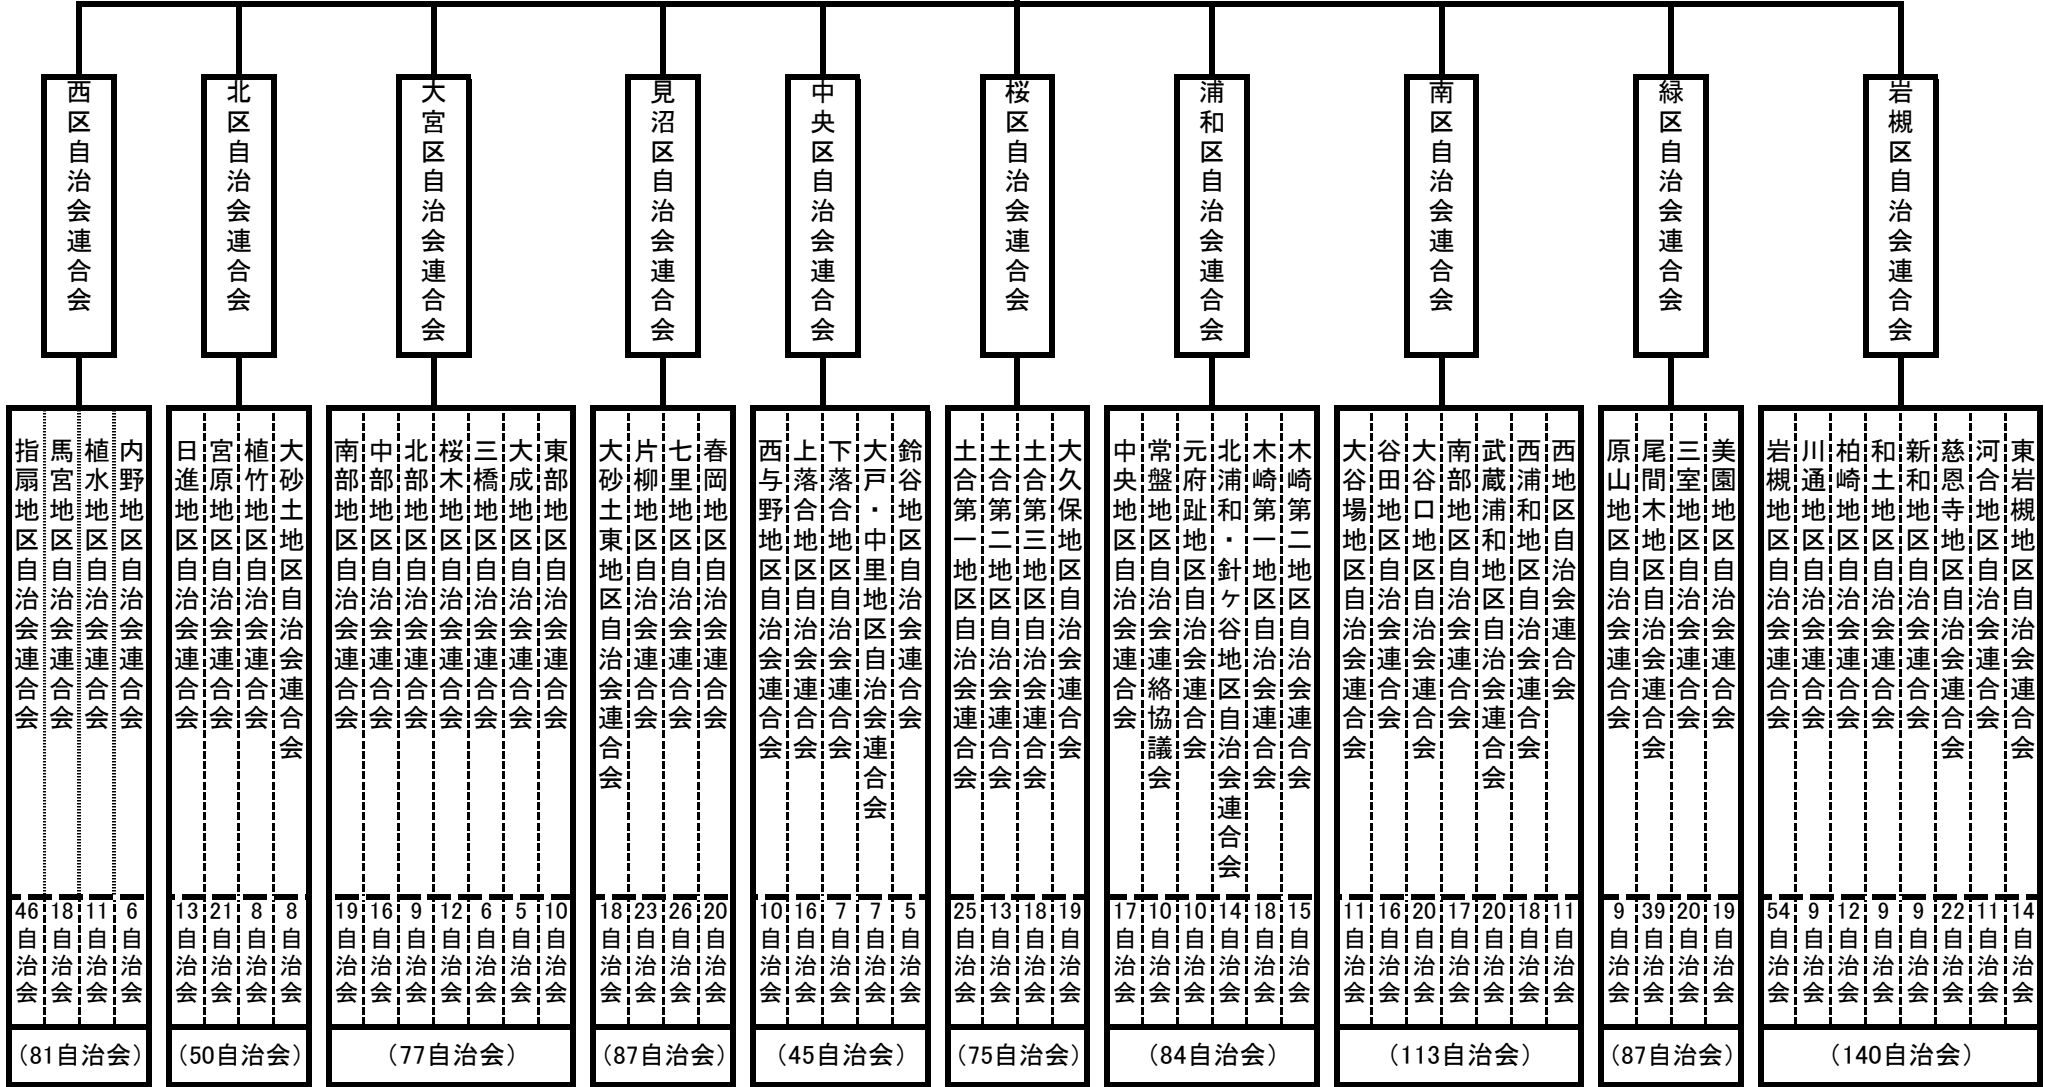 西区自治会連合会
北区自治会連合会
大宮区自治会連合会
見沼区自治会連合会
中央区自治会連合会
桜区自治会連合会
浦和区自治会連合会
南区自治会連合会
緑区自治会連合会
岩槻区自治会連合会
指扇地区自治会連合会
馬宮地区自治会連合会
植水地区自治会連合会
内野地区自治会連合会
日進地区自治会連合会
宮原地区自治会連合会
植竹地区自治会連合会
大砂土地区自治会連合会
南部地区自治会連合会
中部地区自治会連合会
北部地区自治会連合会
桜木地区自治会連合会
三橋地区自治会連合会
大成地区自治会連合会
東部地区自治会連合会
大砂土東地区自治会連合会
片柳地区自治会連合会
七里地区自治会連合会
春岡地区自治会連合会
西与野地区自治会連合会
上落合地区自治会連合会
下落合地区自治会連合会
大戸・中里地区自治会連合会
鈴谷地区自治会連合会
土合第一地区自治会連合会
土合第二地区自治会連合会
土合第三地区自治会連合会
大久保地区自治会連合会
中央地区自治会連合会
常盤地区自治会連絡協議会
元府趾地区自治会連合会
北浦和・針ヶ谷地区自治会連合会
木崎第一地区自治会連合会
木崎第二地区自治会連合会
大谷場地区自治会連合会
谷田地区自治会連合会
大谷口地区自治会連合会
南部地区自治会連合会
武蔵浦和地区自治会連合会
西浦和地区自治会連合会
西地区自治会連合会
原山地区自治会連合会
尾間木地区自治会連合会
三室地区自治会連合会
美園地区自治会連合会
岩槻地区自治会連合会
川通地区自治会連合会
柏崎地区自治会連合会
和土地区自治会連合会
新和地区自治会連合会
慈恩寺地区自治会連合会
河合地区自治会連合会
東岩槻地区自治会連合会
46自治会
18自治会
11自治会
6自治会
13自治会
21自治会
8自治会
8自治会
19自治会
16自治会
9自治会
12自治会
6自治会
5自治会
10自治会
18自治会
23自治会
26自治会
20自治会
10自治会
16自治会
7自治会
7自治会
5自治会
25自治会
13自治会
18自治会
19自治会
17自治会
10自治会
10自治会
14自治会
18自治会
15自治会
11自治会
16自治会
20自治会
17自治会
20自治会
18自治会
11自治会
9自治会
39自治会
20自治会
19自治会
54自治会
9自治会
12自治会
9自治会
9自治会
22自治会
11自治会
14自治会
（81自治会）
（50自治会）
（77自治会）
（87自治会）
（45自治会）
（75自治会）
（84自治会）
（113自治会）
（87自治会）
（140自治会）